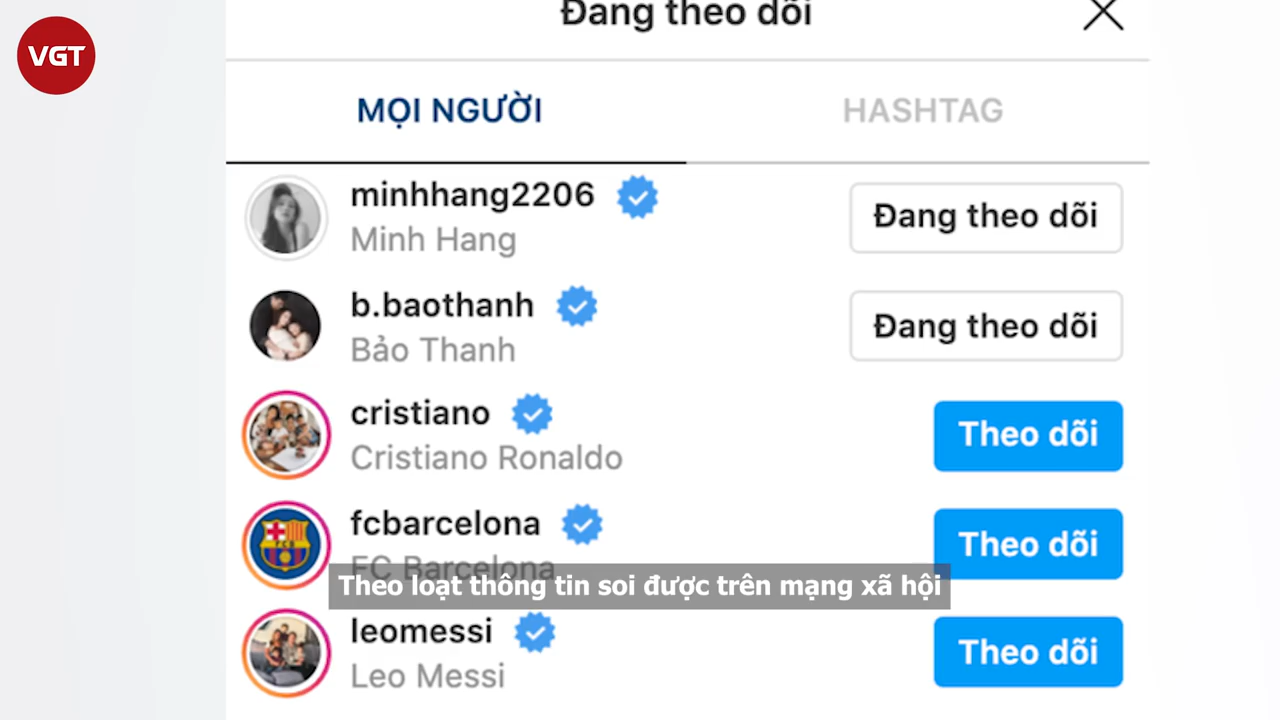 VGT
Đang theo dõi
MỌI NGƯỜI
HASHTAG
minhhang2206
Minh Hang
Đang theo dõi
b.baothanh
Bảo Thanh
Đang theo dõi
cristiano
Cristiano Ronaldo
Theo dõi
fcbarcelona
FC Barcelona
Theo dõi
Theo loạt thông tin soi được trên mạng xã hội
leomessi
Leo Messi
Theo dõi